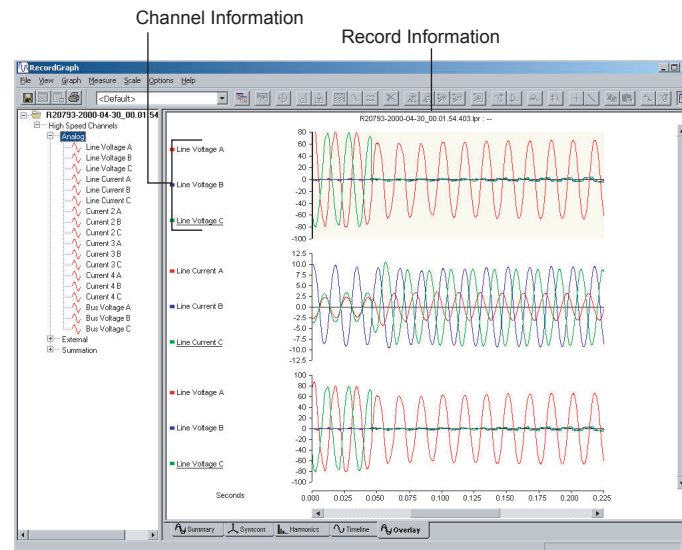 Channel Information
Record Information
RecordGraph
File View Graph Measure Scale Options Help
<Default>
R20793-2000-04-30_00.01.54
High Speed Channels
Analog
Line Voltage A
Line Voltage B
Line Voltage C
Line Current A
Line Current B
Line Current C
Current 2 A
Current 2 B
Current 2 C
Current 3 A
Current 3 B
Current 3 C
Current 4 A
Current 4 B
Current 4 C
Bus Voltage A
Bus Voltage B
Bus Voltage C
External
Summation
R20793-2000-04-30_00.01.54.403.lpr : --
Line Voltage A
Line Voltage B
Line Voltage C
80
60
40
20
0
-20
-40
-60
-80
-100
Line Current A
Line Current B
Line Current C
12.5
10.0
7.5
5.0
2.5
0.0
-2.5
-5.0
-7.5
-10.0
-12.5
Line Voltage A
Line Voltage B
Line Voltage C
100
80
60
40
20
0
-20
-40
-60
-80
-100
Seconds
0.000 0.025 0.050 0.075 0.100 0.125 0.150 0.175 0.200 0.225
Summary Symcom Harmonics Timeline Overlay